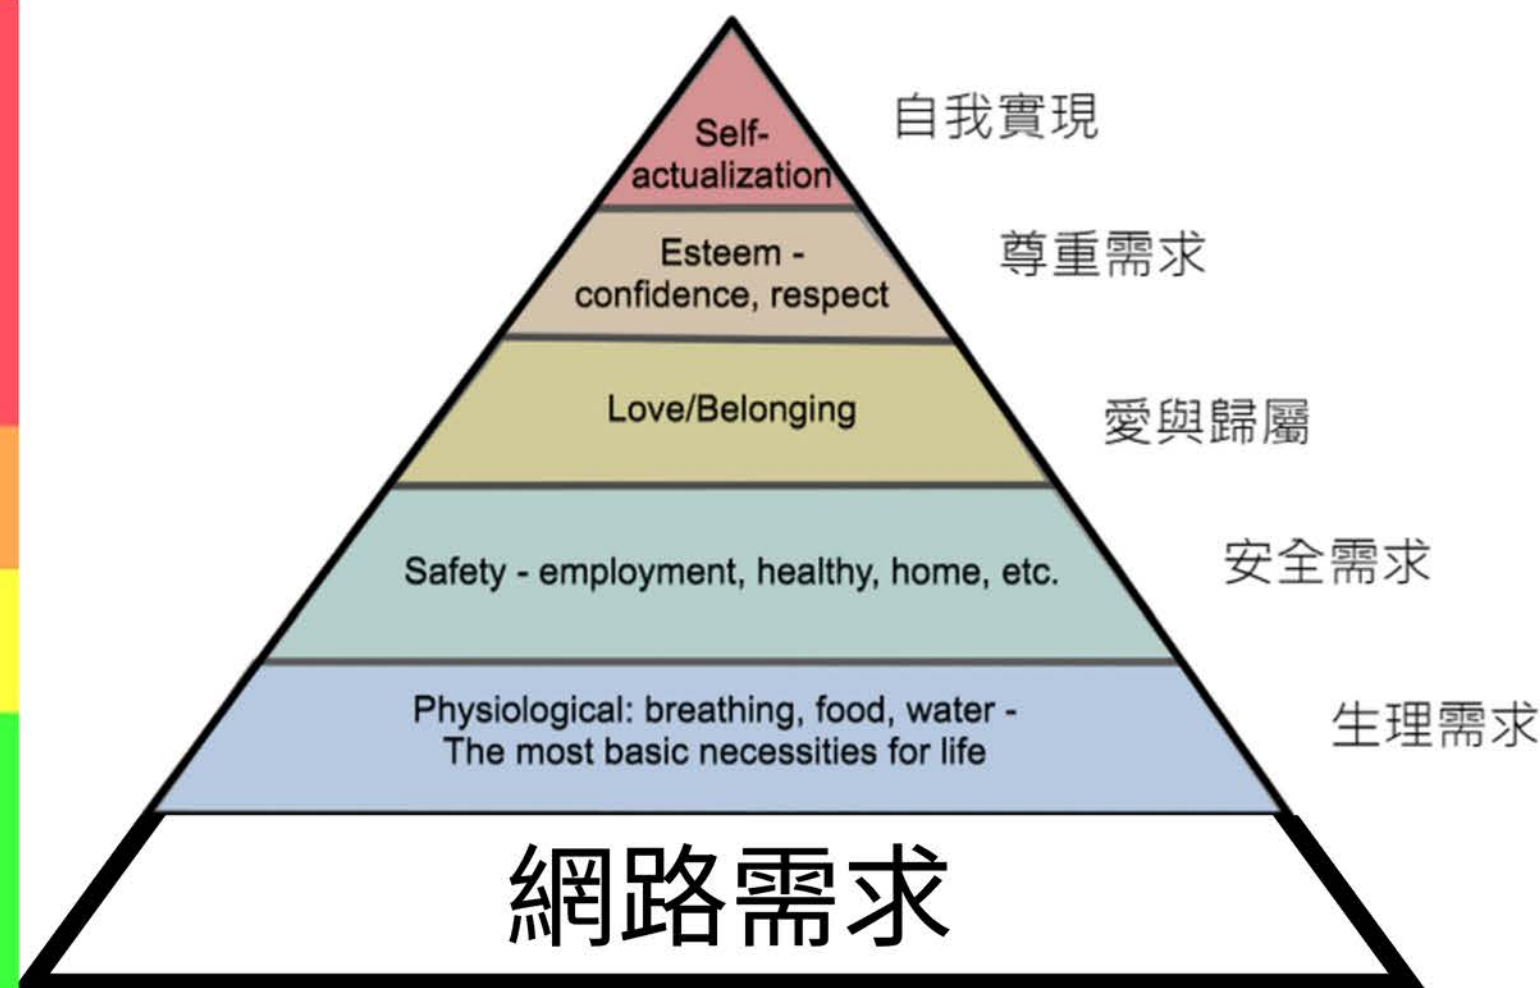 Self-
actualization
自我實現
Esteem -
confidence, respect
尊重需求
Love/Belonging
愛與歸屬
Safety - employment, healthy, home, etc.
安全需求
Physiological: breathing, food, water -
The most basic necessities for life
生理需求
網路需求